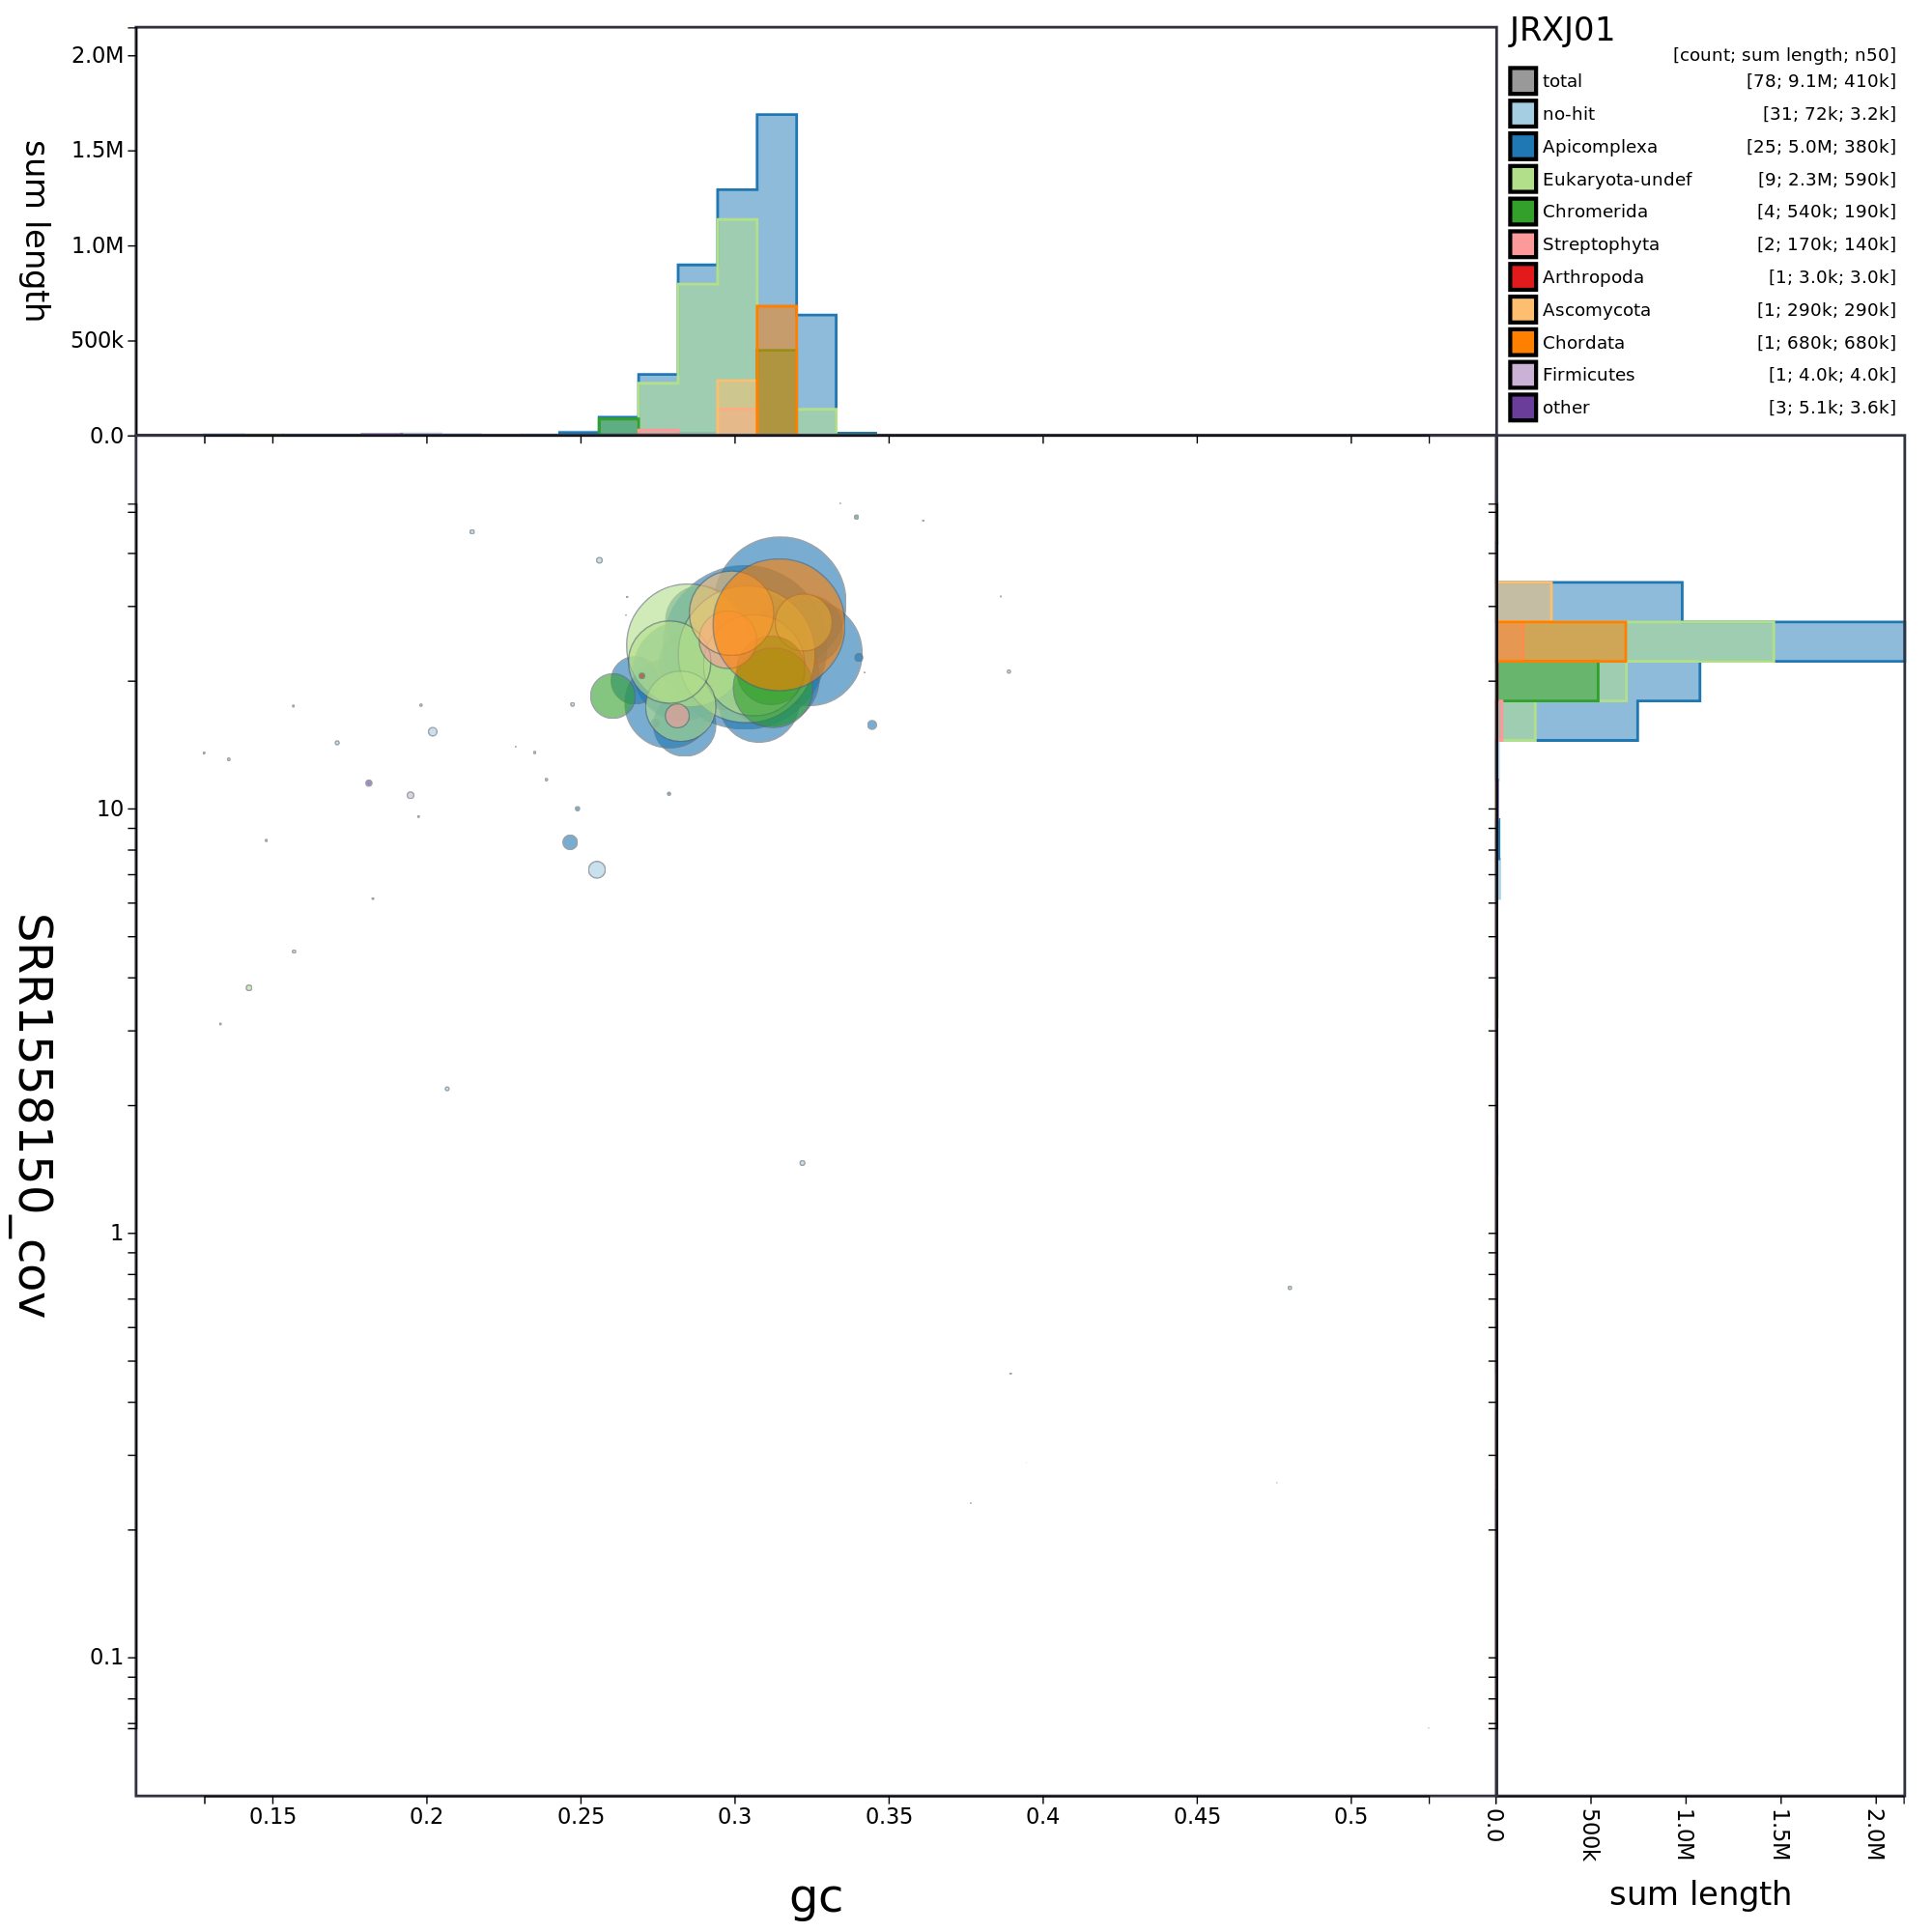 JRXJ01
[count; sum length; n50]
total [78; 9.1M; 410k]
no-hit [31; 72k; 3.2k]
Apicomplexa [25; 5.0M; 380k]
Eukaryota-undef [9; 2.3M; 590k]
Chromerida [4; 540k; 190k]
Streptophyta [2; 170k; 140k]
Arthropoda [1; 3.0k; 3.0k]
Ascomycota [1; 290k; 290k]
Chordata [1; 680k; 680k]
Firmicutes [1; 4.0k; 4.0k]
other [3; 5.1k; 3.6k]
sum length
2.0M
1.5M
1.0M
500k
0.0
SRR1558150_cov
10
1
0.1
0.15 0.2 0.25 0.3 0.35 0.4 0.45 0.5
gc
0.0 500k 1.0M 1.5M 2.0M
sum length